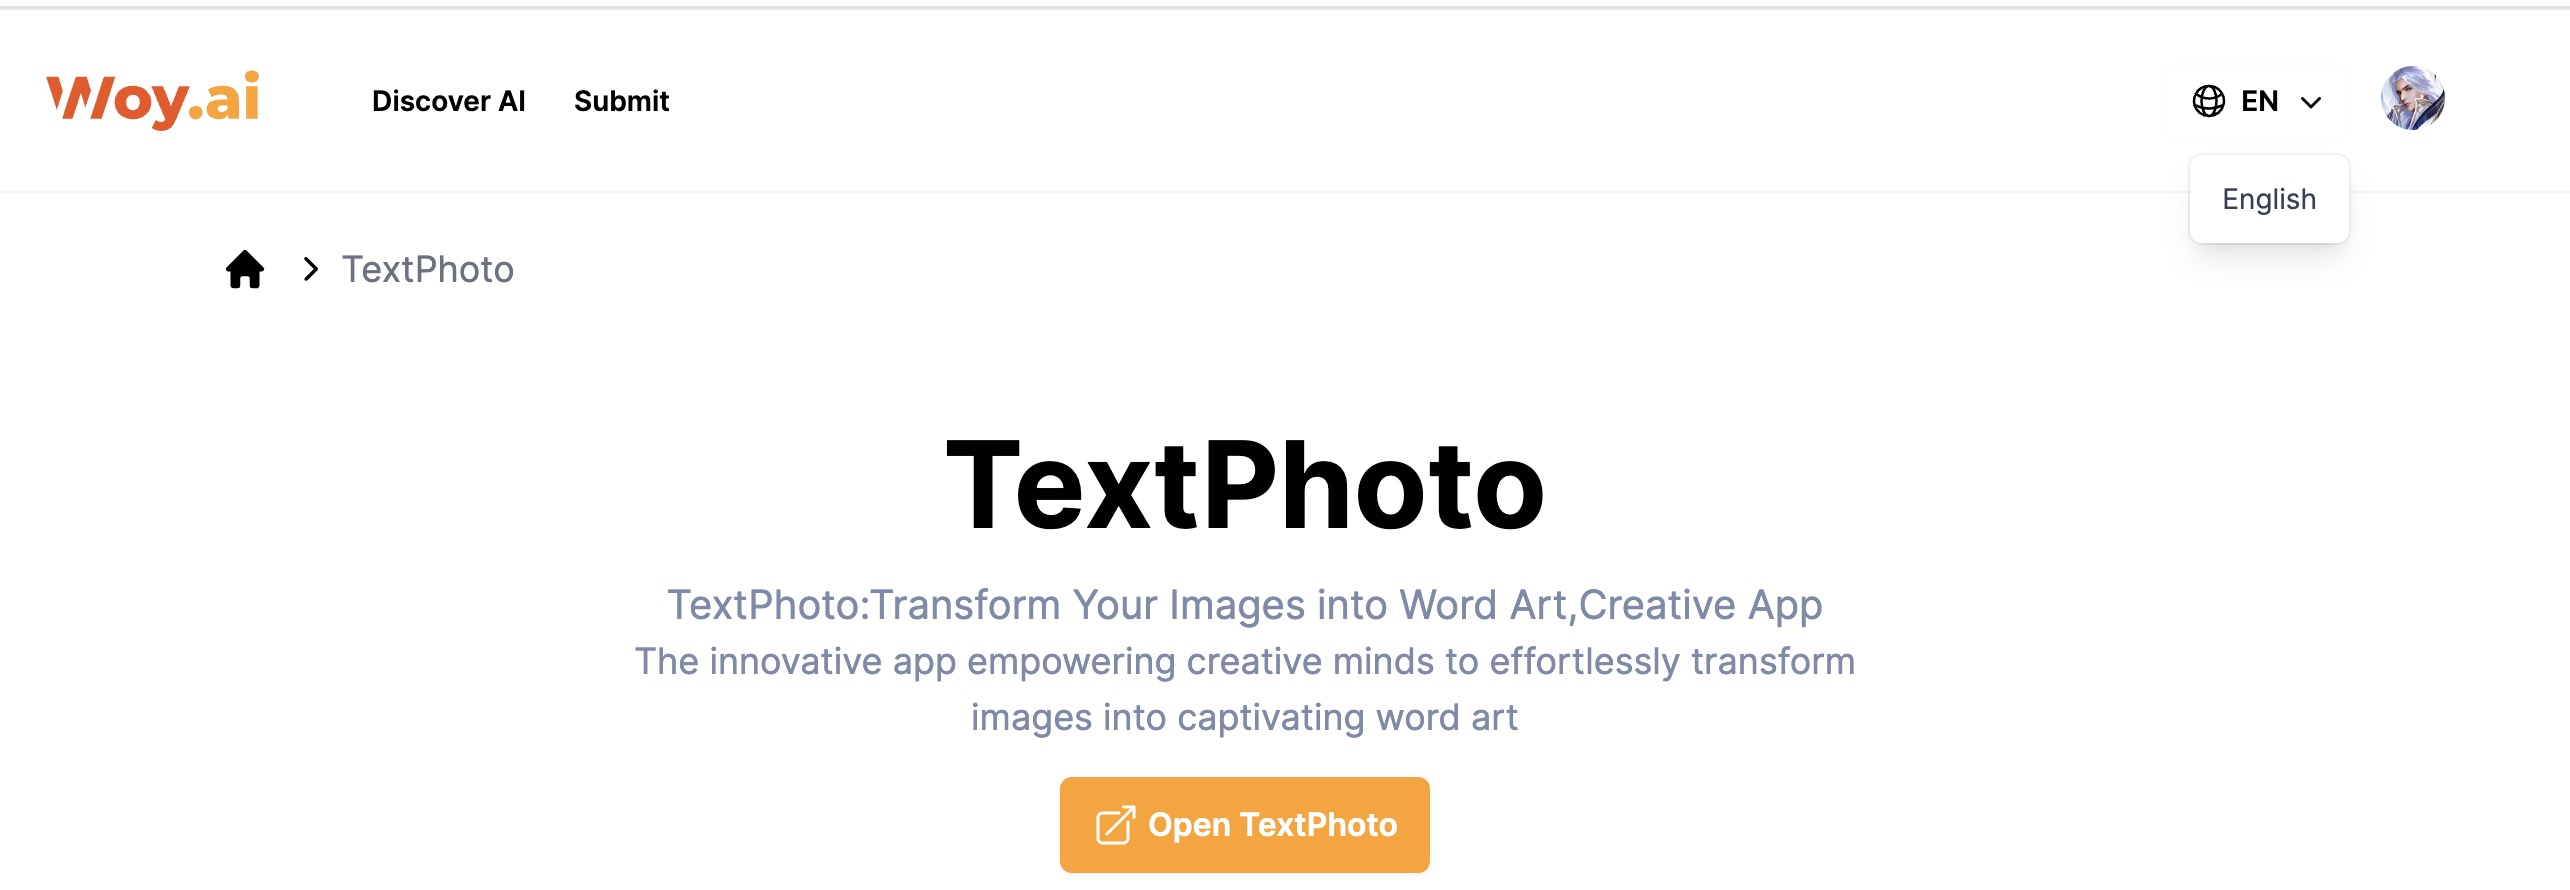 Woy.ai
Discover AI
Submit
EN
English
TextPhoto
TextPhoto
TextPhoto:Transform Your Images into Word Art,Creative App
The innovative app empowering creative minds to effortlessly transform
images into captivating word art
Open TextPhoto